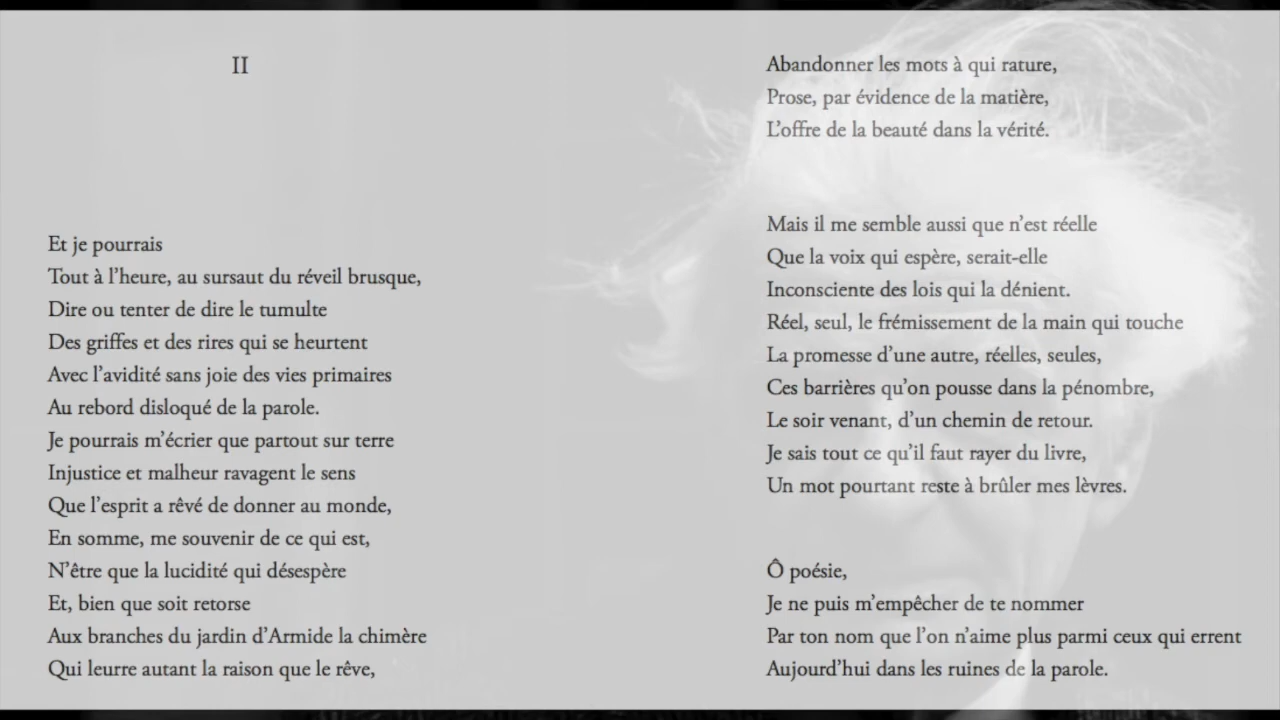 II
Et je pourrais
Tout à l’heure, au sursaut du réveil brusque,
Dire ou tenter de dire le tumulte
Des griffes et des rires qui se heurtent
Avec l’avidité sans joie des vies primaires
Au rebord disloqué de la parole.
Je pourrais m’écrier que partout sur terre
Injustice et malheur ravagent le sens
Que l’esprit a rêvé de donner au monde,
En somme, me souvenir de ce qui est,
N’être que la lucidité qui désespère
Et, bien que soit retorse
Aux branches du jardin d’Armide la chimère
Qui leurre autant la raison que le rêve,
Abandonner les mots à qui rature,
Prose, par évidence de la matière,
L’offre de la beauté dans la vérité.
Mais il me semble aussi que n’est réelle
Que la voix qui espère, serait-elle
Inconsciente des lois qui la dénient.
Réel, seul, le frémissement de la main qui touche
La promesse d’une autre, réelles, seules,
Ces barrières qu’on pousse dans la pénombre,
Le soir venant, d’un chemin de retour.
Je sais tout ce qu’il faut rayer du livre,
Un mot pourtant reste à brûler mes lèvres.
Ô poésie,
Je ne puis m’empêcher de te nommer
Par ton nom que l’on n’aime plus parmi ceux qui errent
Aujourd’hui dans les ruines de la parole.